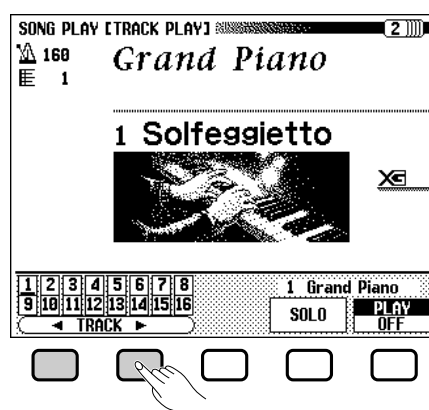 SONG PLAY [TRACK PLAY] 2
160 Grand Piano
1
1 Solfeggietto
XG
1 2 3 4 5 6 7 8
9 10 11 12 13 14 15 16
◄ TRACK ►
1 Grand Piano
SOLO
PLAY
OFF